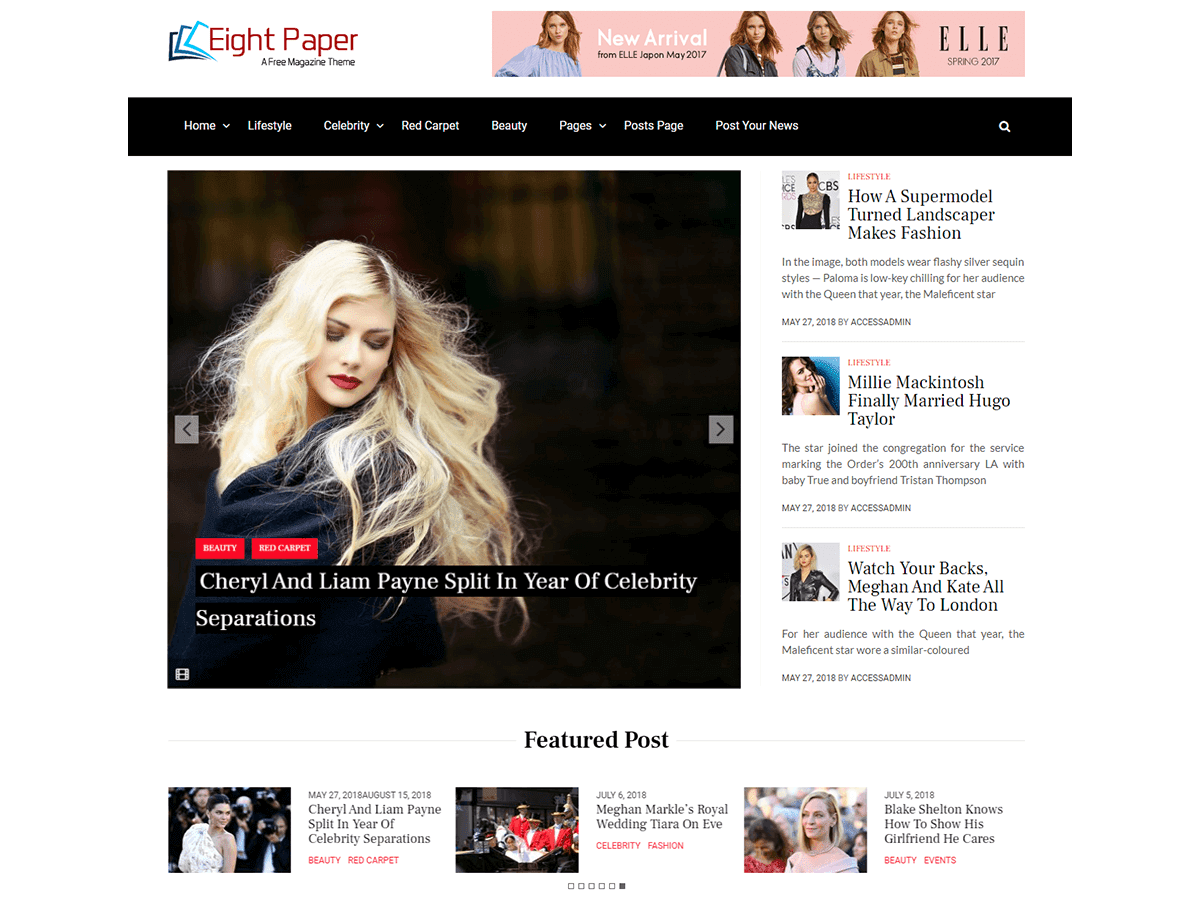 Eight Paper
A Free Magazine Theme
New Arrival
from ELLE Japon May 2017
ELLE
SPRING 2017
Home Lifestyle Celebrity Red Carpet Beauty Pages Posts Page Post Your News
BEAUTY RED CARPET
Cheryl And Liam Payne Split In Year Of Celebrity
Separations
LIFESTYLE
How A Supermodel
Turned Landscaper
Makes Fashion
In the image, both models wear flashy silver sequin
styles — Paloma is low-key chilling for her audience
with the Queen that year, the Maleficent star
MAY 27, 2018 BY ACCESSADMIN
LIFESTYLE
Millie Mackintosh
Finally Married Hugo
Taylor
The star joined the congregation for the service
marking the Order's 200th anniversary LA with
baby True and boyfriend Tristan Thompson
MAY 27, 2018 BY ACCESSADMIN
LIFESTYLE
Watch Your Backs,
Meghan And Kate All
The Way To London
For her audience with the Queen that year, the
Maleficent star wore a similar-coloured
MAY 27, 2018 BY ACCESSADMIN
Featured Post
MAY 27, 2018AUGUST 15, 2018
Cheryl And Liam Payne
Split In Year Of
Celebrity Separations
BEAUTY RED CARPET
JULY 6, 2018
Meghan Markle's Royal
Wedding Tiara On Eve
CELEBRITY FASHION
JULY 5, 2018
Blake Shelton Knows
How To Show His
Girlfriend He Cares
BEAUTY EVENTS